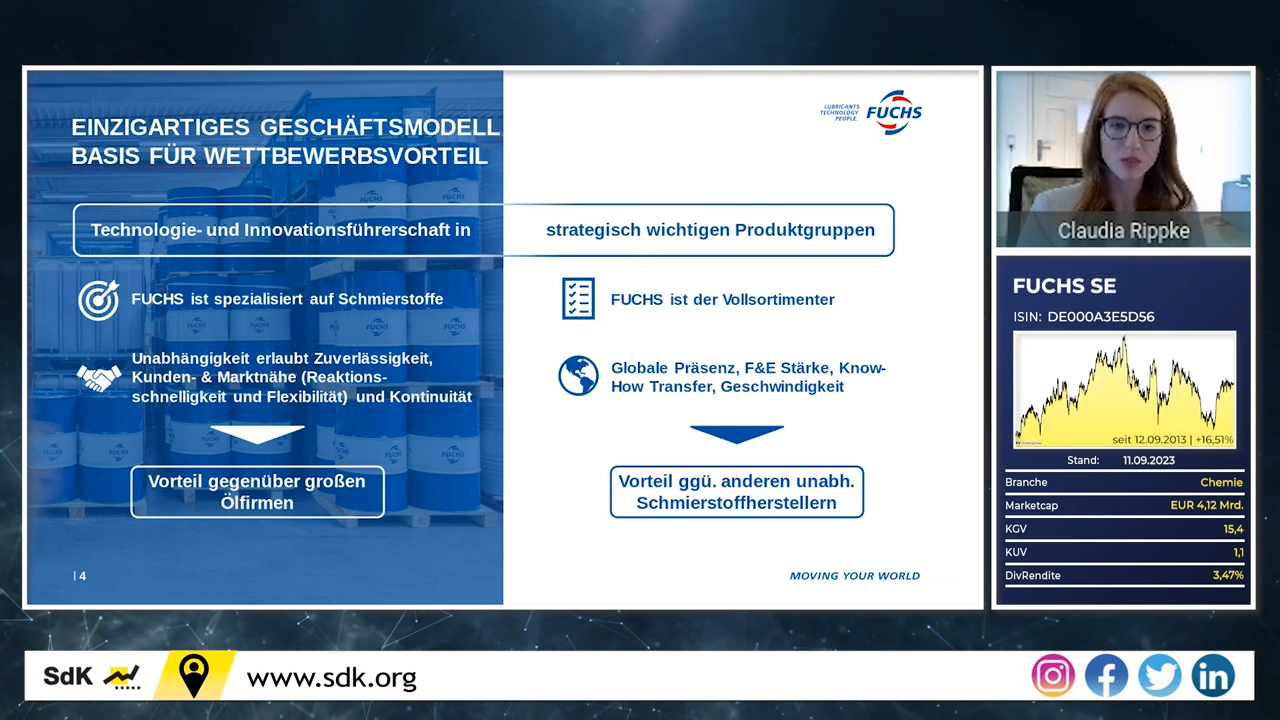 EINZIGARTIGES GESCHÄFTSMODELL
BASIS FÜR WETTBEWERBSVORTEIL
LUBRICANTS.
TECHNOLOGY.
PEOPLE.
FUCHS
Technologie- und Innovationsführerschaft in strategisch wichtigen Produktgruppen
FUCHS ist spezialisiert auf Schmierstoffe
Unabhängigkeit erlaubt Zuverlässigkeit,
Kunden- & Marktnähe (Reaktions-
schnelligkeit und Flexibilität) und Kontinuität
Vorteil gegenüber großen
Ölfirmen
FUCHS ist der Vollsortimenter
Globale Präsenz, F&E Stärke, Know-
How Transfer, Geschwindigkeit
Vorteil ggü. anderen unabh.
Schmierstoffherstellern
| 4
MOVING YOUR WORLD
Claudia Rippke
FUCHS SE
ISIN: DE000A3E5D56
seit 12.09.2013 | +16,51%
Stand: 11.09.2023
Branche Chemie
Marketcap EUR 4,12 Mrd.
KGV 15,4
KUV 1,1
DivRendite 3,47%
SdK
www.sdk.org